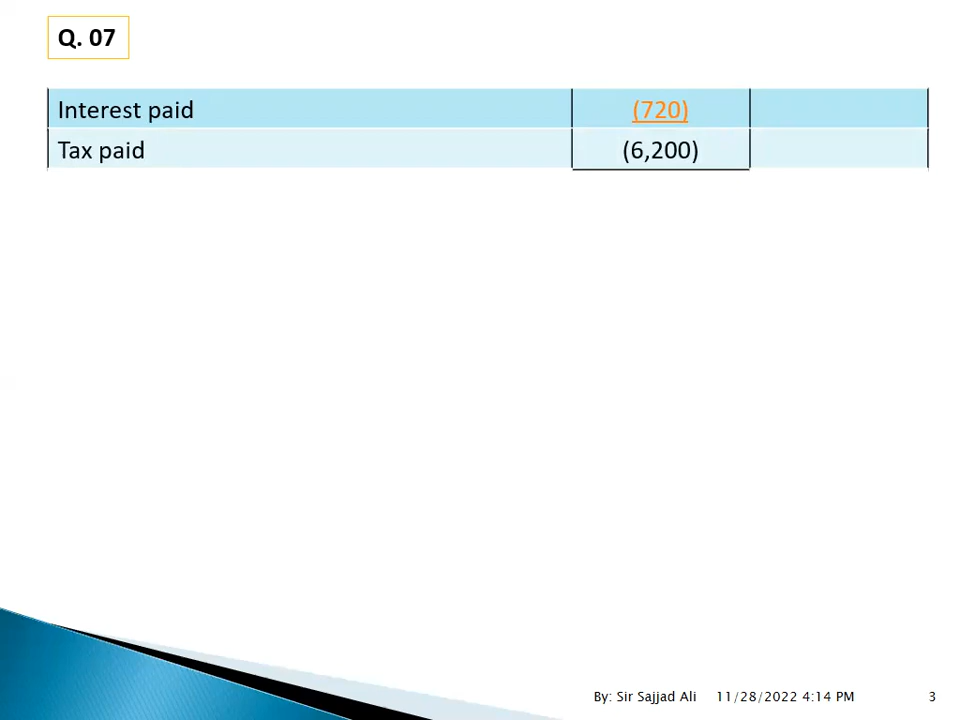 Q. 07
Interest paid (720)
Tax paid (6,200)
By: Sir Sajjad Ali 11/28/2022 4:14 PM 3